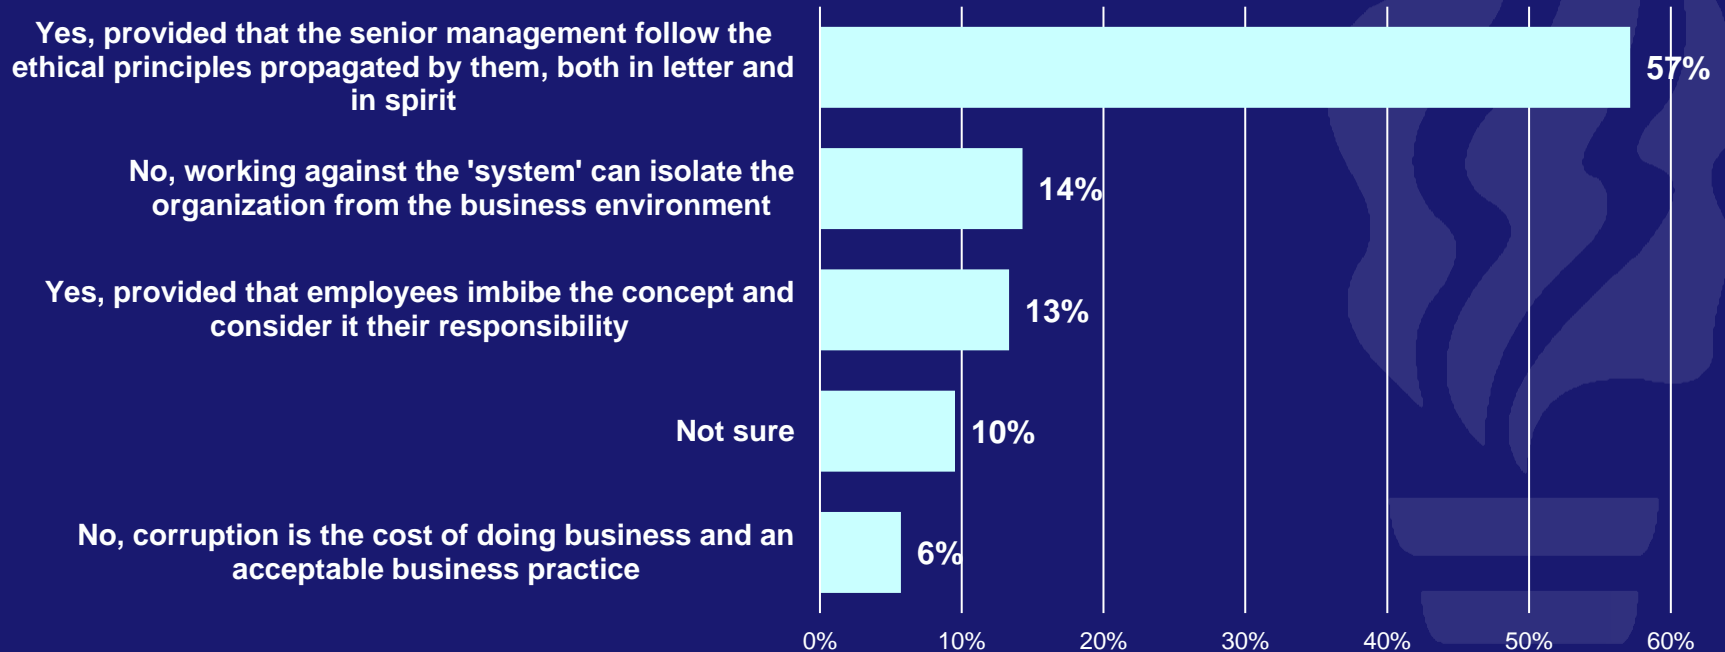 Yes, provided that the senior management follow the
ethical principles propagated by them, both in letter and
in spirit
57%
No, working against the 'system' can isolate the
organization from the business environment
14%
Yes, provided that employees imbibe the concept and
consider it their responsibility
13%
Not sure
10%
No, corruption is the cost of doing business and an
acceptable business practice
6%
0% 10% 20% 30% 40% 50% 60%